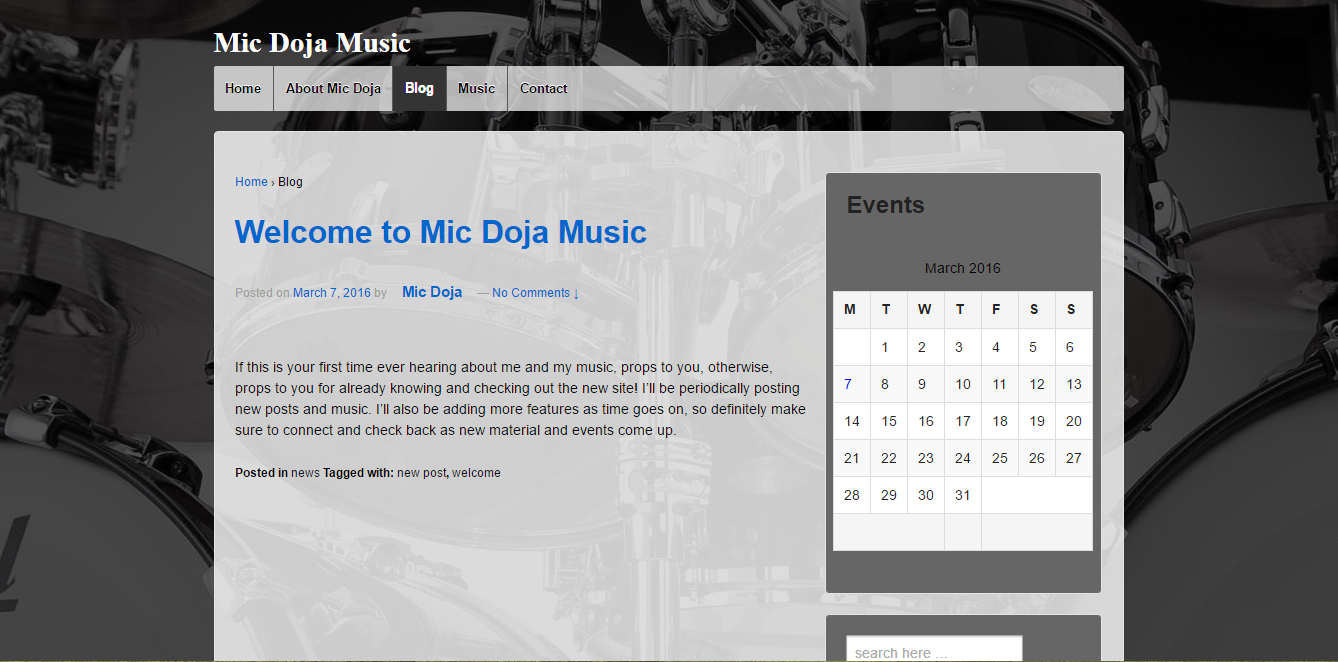 Mic Doja Music
Home About Mic Doja Blog Music Contact
Home › Blog
Welcome to Mic Doja Music
Posted on March 7, 2016 by Mic Doja — No Comments ↓
If this is your first time ever hearing about me and my music, props to you, otherwise,
props to you for already knowing and checking out the new site! I'll be periodically posting
new posts and music. I'll also be adding more features as time goes on, so definitely make
sure to connect and check back as new material and events come up.
Posted in news Tagged with: new post, welcome
Events
March 2016
M T W T F S S
1 2 3 4 5 6
7 8 9 10 11 12 13
14 15 16 17 18 19 20
21 22 23 24 25 26 27
28 29 30 31
search here …